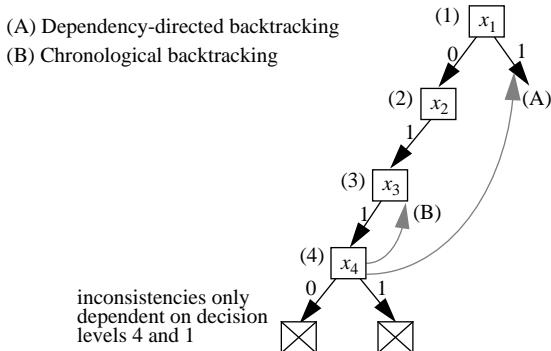 (A) Dependency-directed backtracking
(B) Chronological backtracking
(1) x1
0 1
(A)
(2) x2
1
(3) x3
(B)
1
(4) x4
0 1
inconsistencies only
dependent on decision
levels 4 and 1